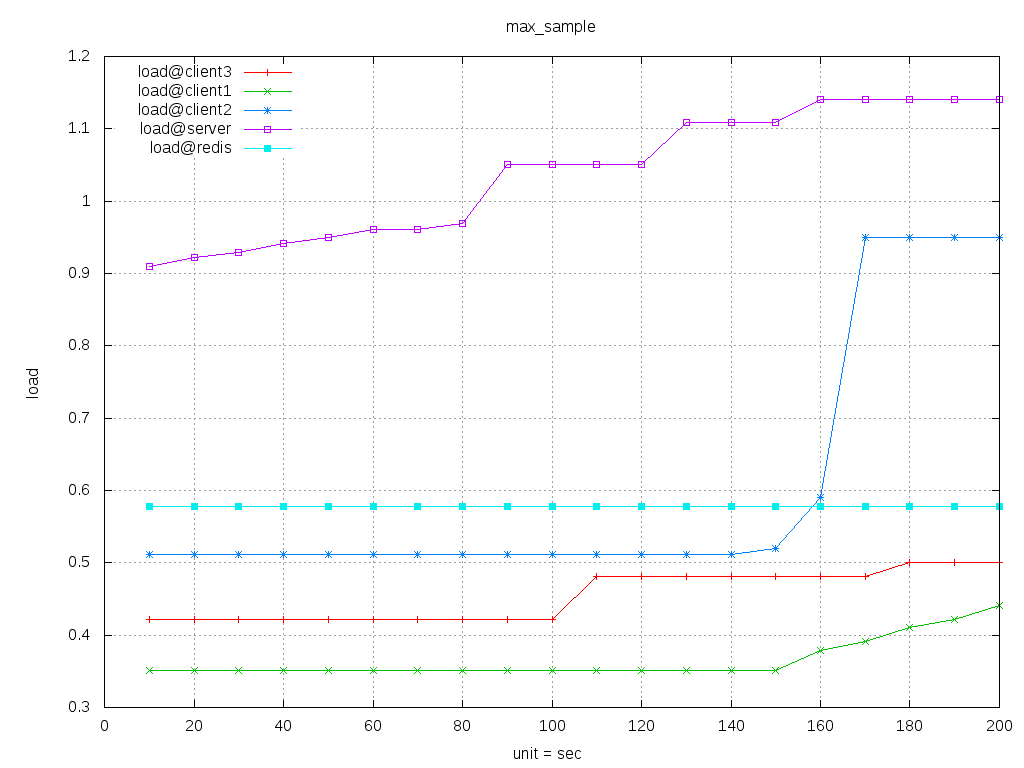 max_sample
1.2
1.1
1
0.9
0.8
0.7
0.6
0.5
0.4
0.3
load
load@client3
load@client1
load@client2
load@server
load@redis
0 20 40 60 80 100 120 140 160 180 200
unit = sec